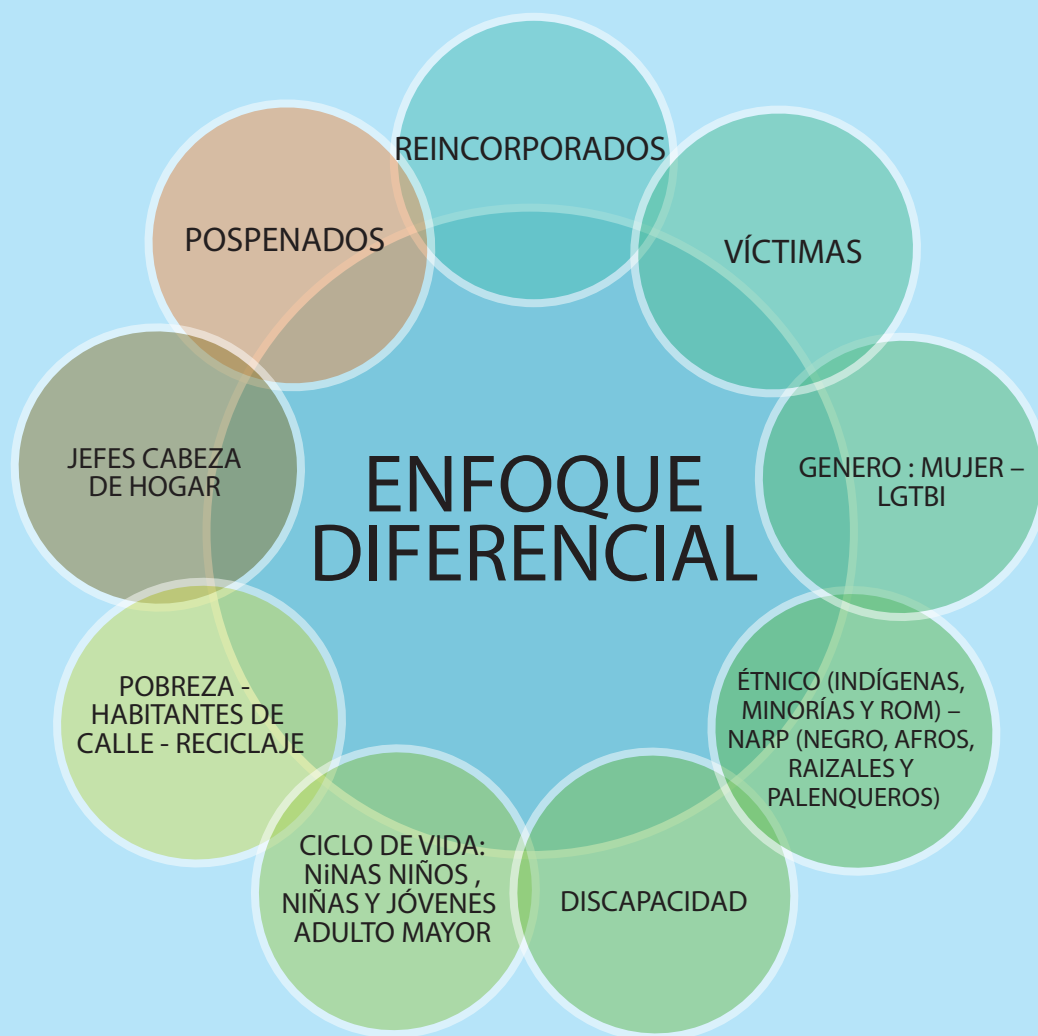 REINCORPORADOS
POSPENADOS
VÍCTIMAS
JEFES CABEZA
DE HOGAR
ENFOQUE
DIFERENCIAL
GENERO : MUJER –
LGTBI
POBREZA -
HABITANTES DE
CALLE - RECICLAJE
ÉTNICO (INDÍGENAS,
MINORÍAS Y ROM) –
NARP (NEGRO, AFROS,
RAIZALES Y
PALENQUEROS)
CICLO DE VIDA:
NiNAS NIÑOS ,
NIÑAS Y JÓVENES
ADULTO MAYOR
DISCAPACIDAD